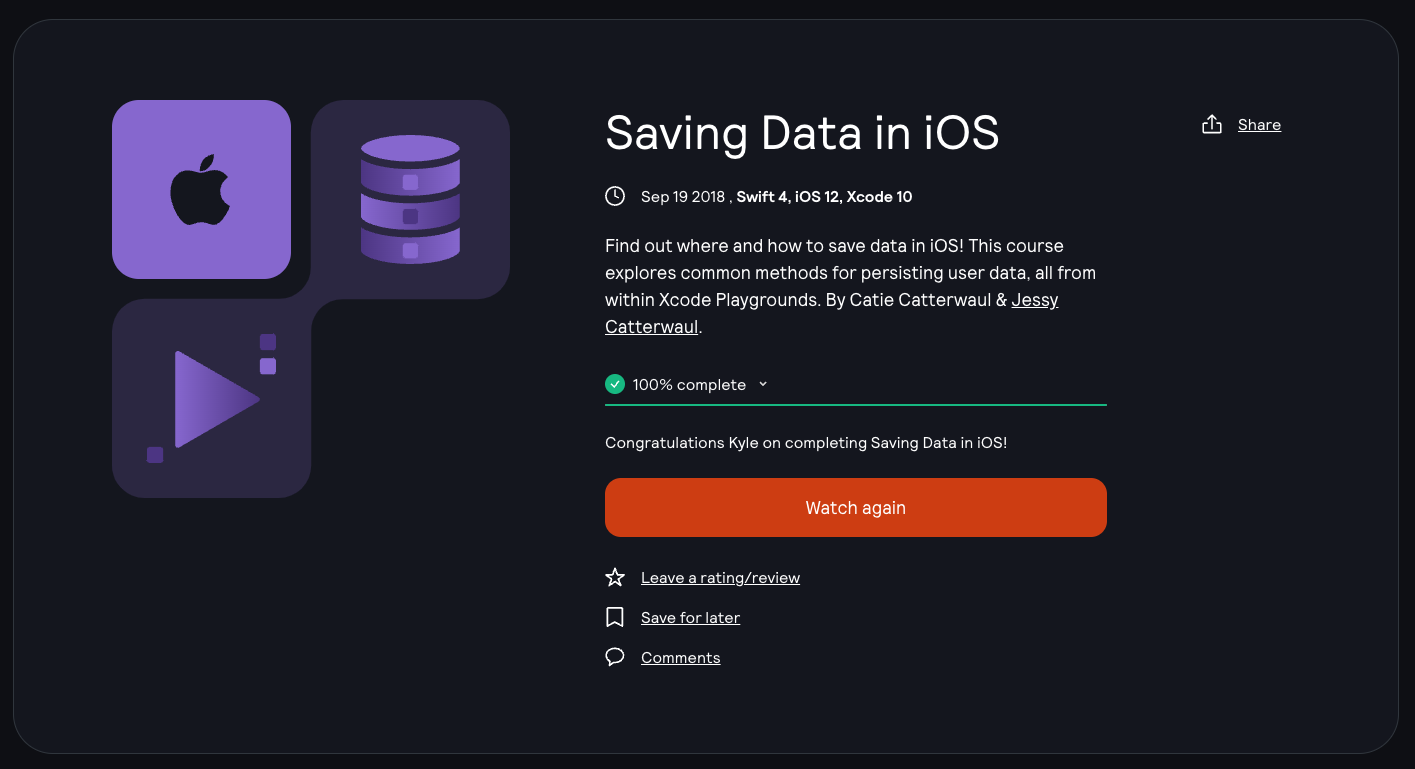 Saving Data in iOS
Share
Sep 19 2018 , Swift 4, iOS 12, Xcode 10
Find out where and how to save data in iOS! This course
explores common methods for persisting user data, all from
within Xcode Playgrounds. By Catie Catterwaul & Jessy
Catterwaul.
100% complete
Congratulations Kyle on completing Saving Data in iOS!
Watch again
Leave a rating/review
Save for later
Comments